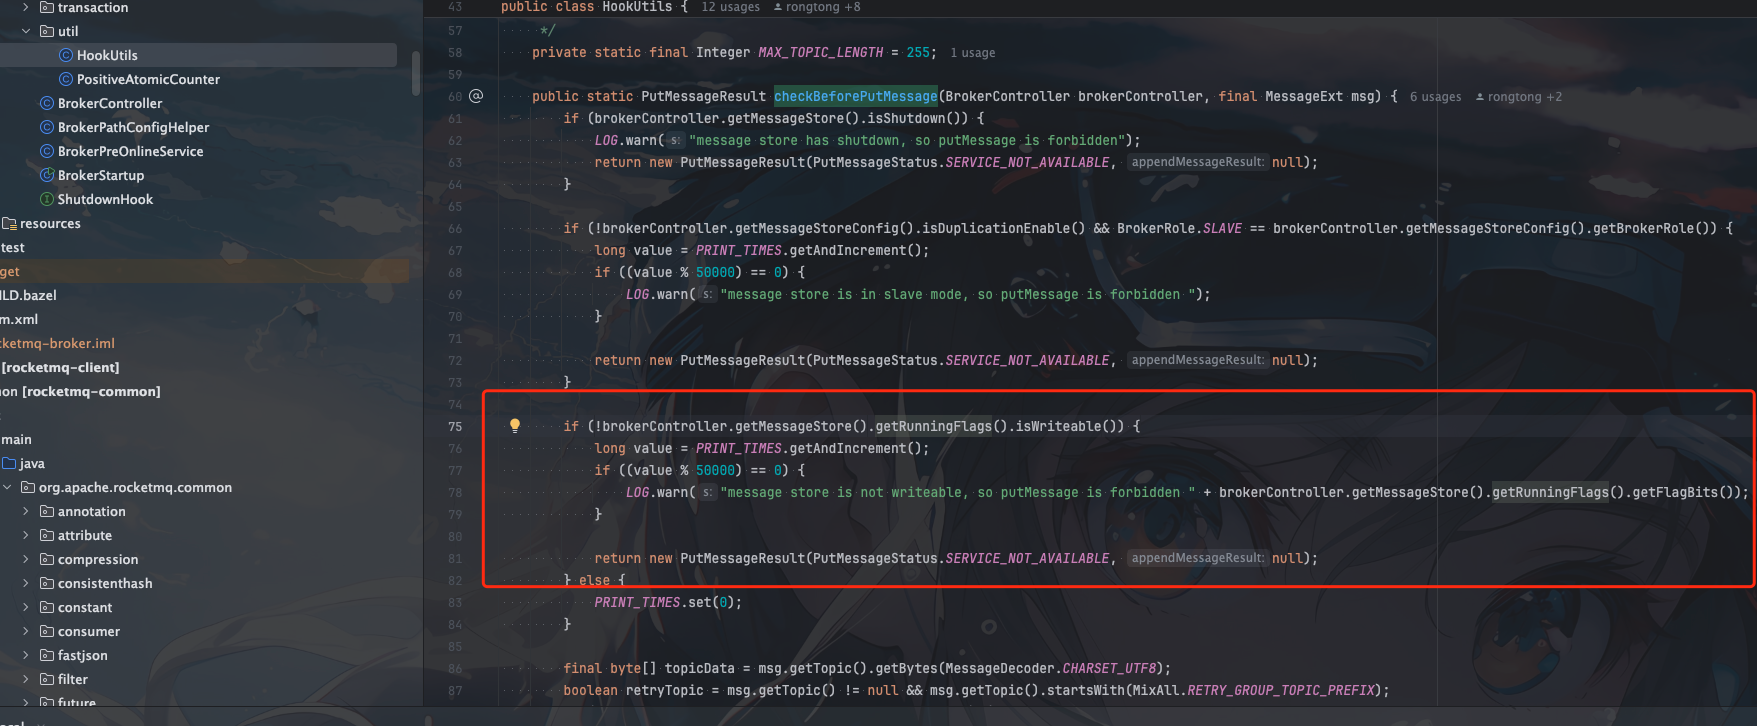 transaction
util
HookUtils
PositiveAtomicCounter
BrokerController
BrokerPathConfigHelper
BrokerPreOnlineService
BrokerStartup
ShutdownHook
resources
test
get
ILD.bazel
m.xml
cketmq-broker.iml
[rocketmq-client]
on [rocketmq-common]
main
java
org.apache.rocketmq.common
annotation
attribute
compression
consistenthash
constant
consumer
fastjson
filter
future
43 public class HookUtils { 12 usages rongtong +8
57 */
58 private static final Integer MAX_TOPIC_LENGTH = 255; 1 usage
59
60 @ public static PutMessageResult checkBeforePutMessage(BrokerController brokerController, final MessageExt msg) { 6 usages rongtong +2
61 if (brokerController.getMessageStore().isShutdown()) {
62 LOG.warn( s: "message store has shutdown, so putMessage is forbidden");
63 return new PutMessageResult(PutMessageStatus.SERVICE_NOT_AVAILABLE, appendMessageResult: null);
64 }
65
66 if (!brokerController.getMessageStoreConfig().isDuplicationEnable() && BrokerRole.SLAVE == brokerController.getMessageStoreConfig().getBrokerRole()) {
67 long value = PRINT_TIMES.getAndIncrement();
68 if ((value % 50000) == 0) {
69 LOG.warn( s: "message store is in slave mode, so putMessage is forbidden ");
70 }
71
72 return new PutMessageResult(PutMessageStatus.SERVICE_NOT_AVAILABLE, appendMessageResult: null);
73 }
74
75 if (!brokerController.getMessageStore().getRunningFlags().isWriteable()) {
76 long value = PRINT_TIMES.getAndIncrement();
77 if ((value % 50000) == 0) {
78 LOG.warn( s: "message store is not writeable, so putMessage is forbidden " + brokerController.getMessageStore().getRunningFlags().getFlagBits());
79 }
80
81 return new PutMessageResult(PutMessageStatus.SERVICE_NOT_AVAILABLE, appendMessageResult: null);
82 } else {
83 PRINT_TIMES.set(0);
84 }
85
86 final byte[] topicData = msg.getTopic().getBytes(MessageDecoder.CHARSET_UTF8);
87 boolean retryTopic = msg.getTopic() != null && msg.getTopic().startsWith(MixAll.RETRY_GROUP_TOPIC_PREFIX);